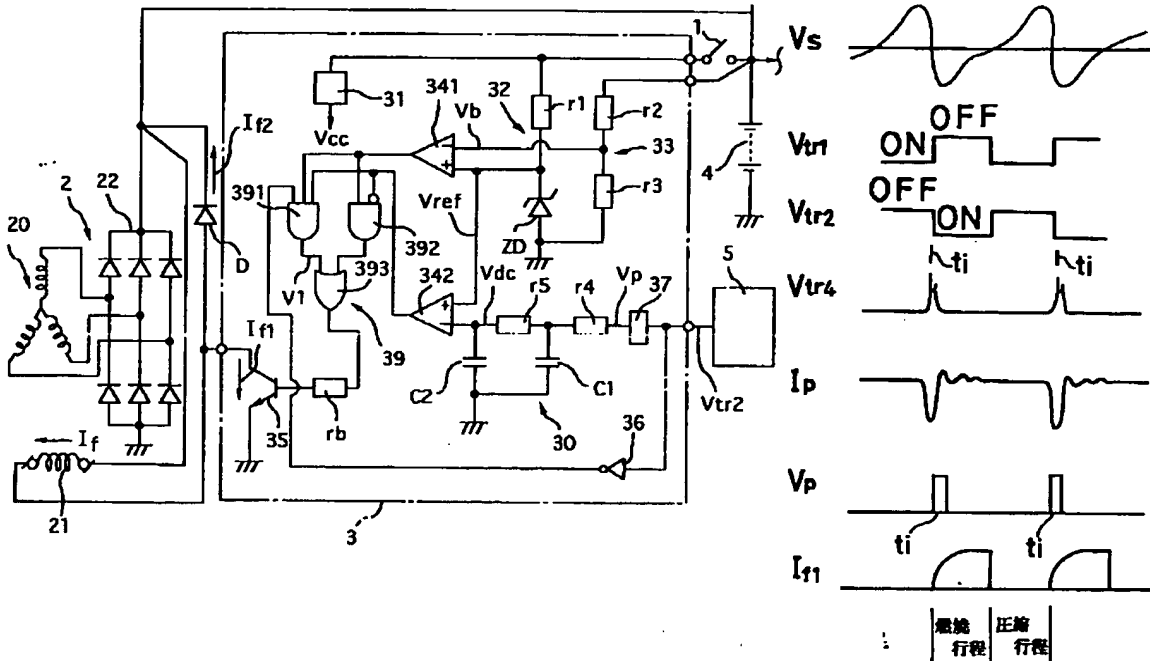 1
31
Vcc
341
Vb
32
r1
r2
33
r3
4
2
22
If2
D
20
391
392
Vref
ZD
V1
393
342
Vdc
r5
r4
Vp
37
5
39
If1
35
rb
C2
C1
30
36
Vtr2
If
21
3
Vs
OFF
ON
Vtr1
OFF
ON
Vtr2
ti
ti
Vtr4
Ip
Vp
ti
ti
If1
燃焼
行程
圧縮
行程